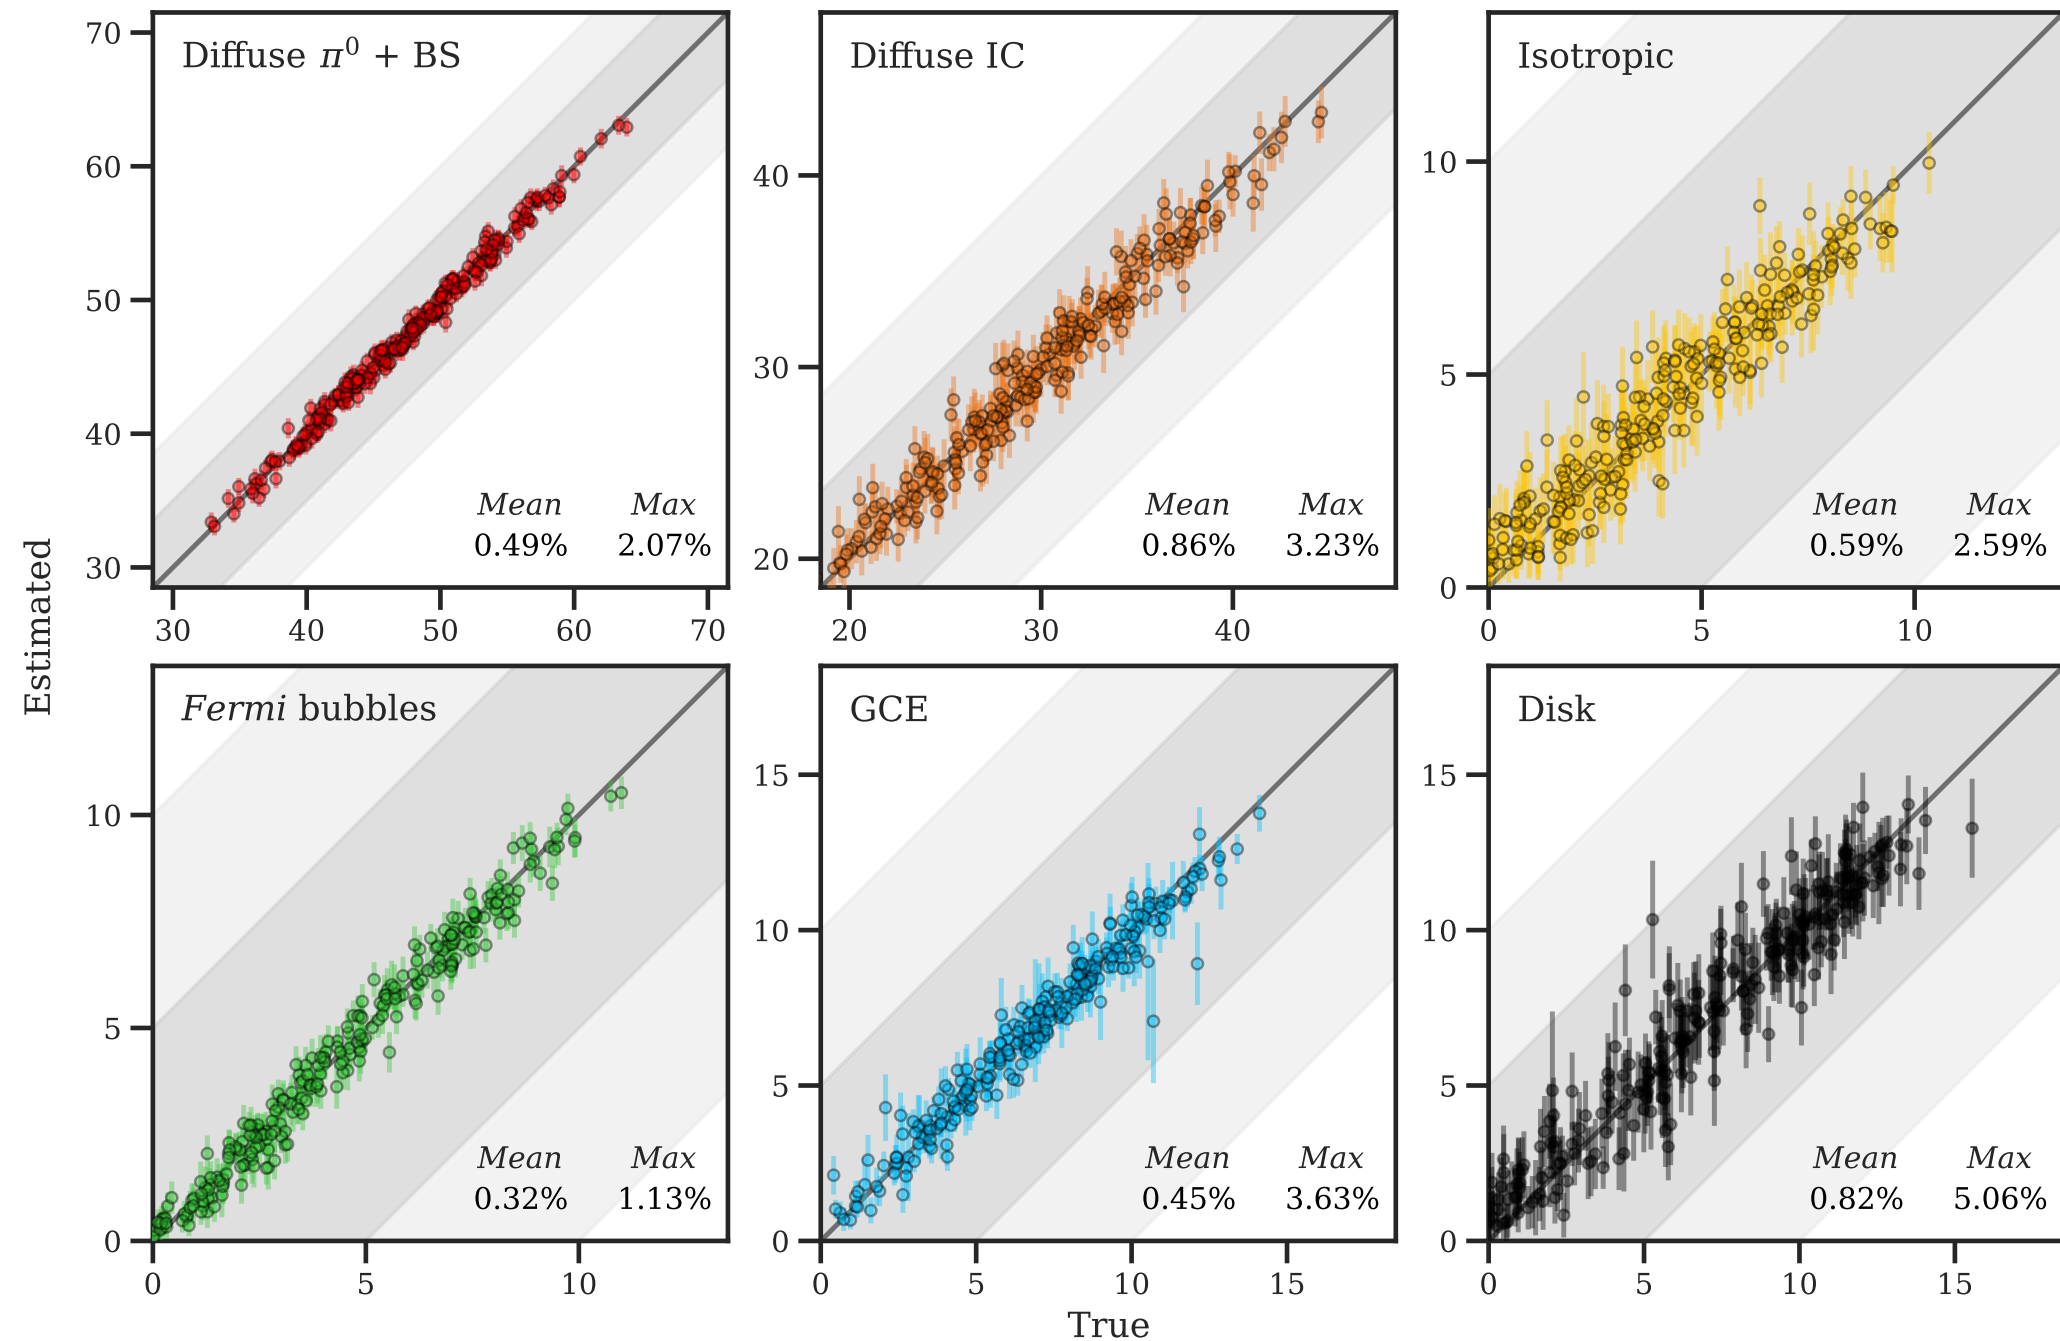 Diffuse π⁰ + BS
Diffuse IC
Isotropic
70
60
50
40
30
Mean Max
0.49% 2.07%
30 40 50 60 70
40
30
20
Mean Max
0.86% 3.23%
20 30 40
10
5
0
Mean Max
0.59% 2.59%
0 5 10
Estimated
Fermi bubbles
GCE
Disk
10
5
0
Mean Max
0.32% 1.13%
0 5 10
15
10
5
0
Mean Max
0.45% 3.63%
0 5 10 15
15
10
5
0
Mean Max
0.82% 5.06%
0 5 10 15
True